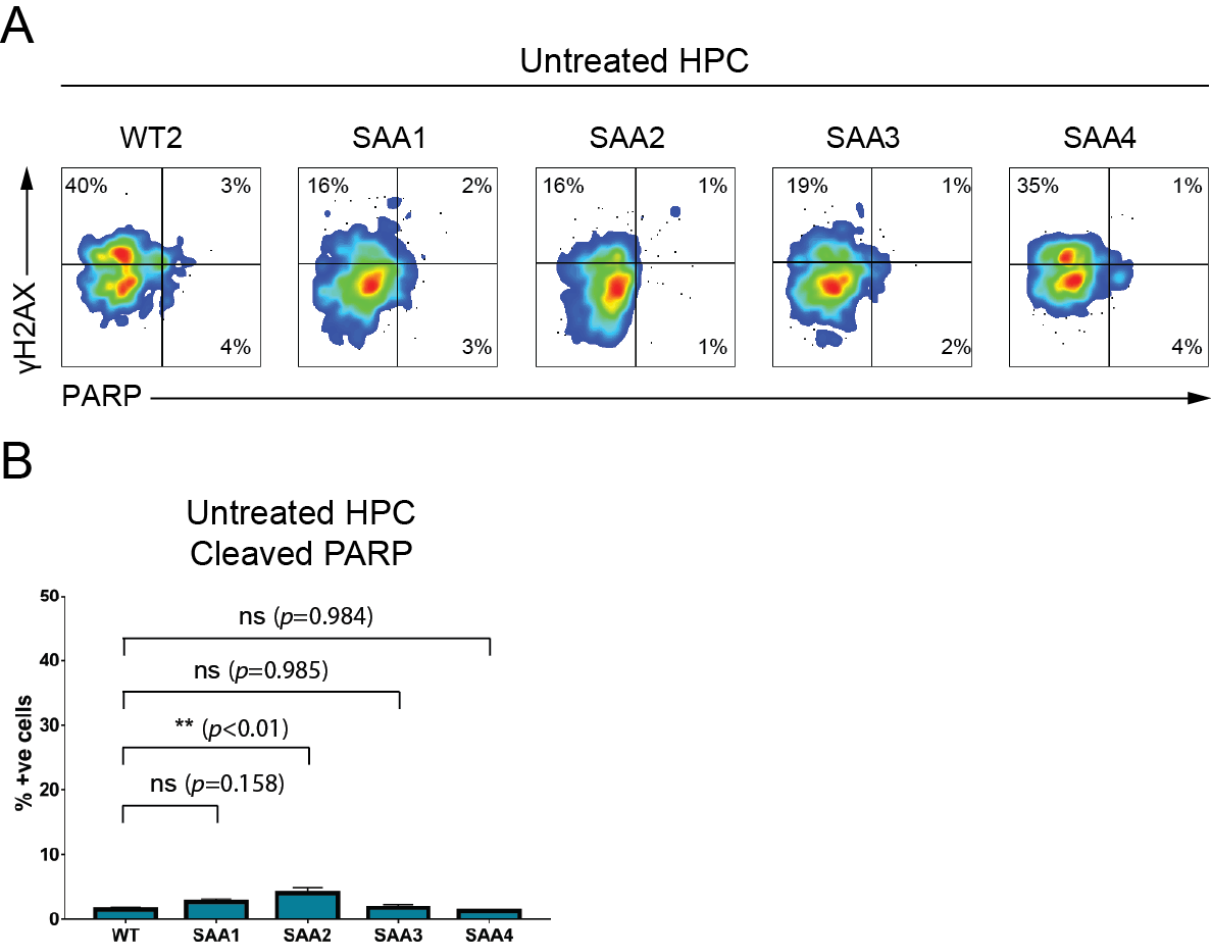 A
Untreated HPC
WT2 SAA1 SAA2 SAA3 SAA4
40% 3% 16% 2% 16% 1% 19% 1% 35% 1%
γH2AX
4% 3% 1% 2% 4%
PARP
B
Untreated HPC
Cleaved PARP
50
ns (p=0.984)
40
ns (p=0.985)
30
** (p<0.01)
% +ve cells
20
ns (p=0.158)
10
0
WT SAA1 SAA2 SAA3 SAA4